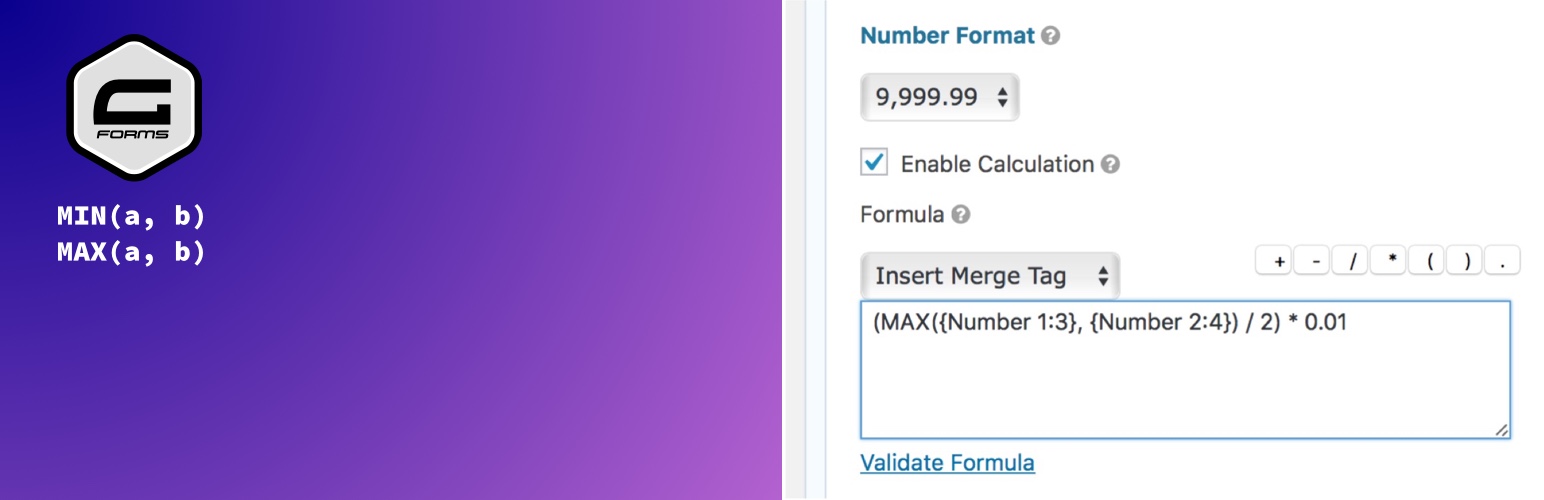 G
FORMS
MIN(a, b)
MAX(a, b)
Number Format ?
9,999.99
Enable Calculation ?
Formula ?
Insert Merge Tag
+ - / * ( ) .
(MAX({Number 1:3}, {Number 2:4}) / 2) * 0.01
Validate Formula